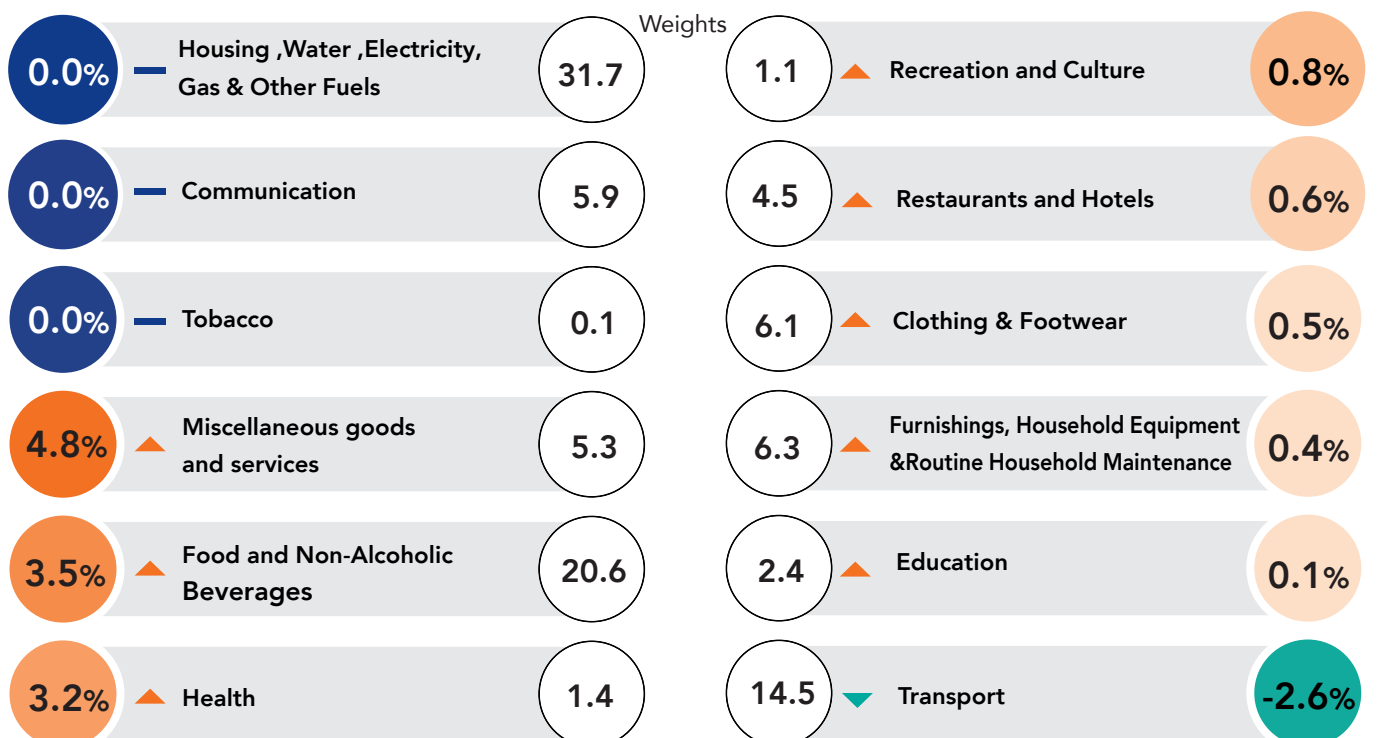 Weights
0.0%
Housing ,Water ,Electricity,
Gas & Other Fuels
31.7
0.0%
Communication
5.9
0.0%
Tobacco
0.1
4.8%
Miscellaneous goods
and services
5.3
3.5%
Food and Non-Alcoholic
Beverages
20.6
3.2%
Health
1.4
1.1
Recreation and Culture
0.8%
4.5
Restaurants and Hotels
0.6%
6.1
Clothing & Footwear
0.5%
6.3
Furnishings, Household Equipment
&Routine Household Maintenance
0.4%
2.4
Education
0.1%
14.5
Transport
-2.6%